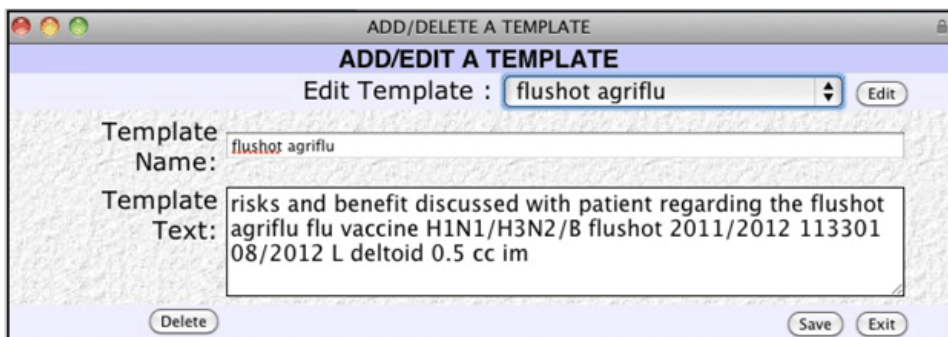 ADD/DELETE A TEMPLATE
ADD/EDIT A TEMPLATE
Edit Template : flushot agriflu Edit
Template Name: flushot agriflu
Template Text: risks and benefit discussed with patient regarding the flushot
agriflu flu vaccine H1N1/H3N2/B flushot 2011/2012 113301
08/2012 L deltoid 0.5 cc im
Delete Save Exit